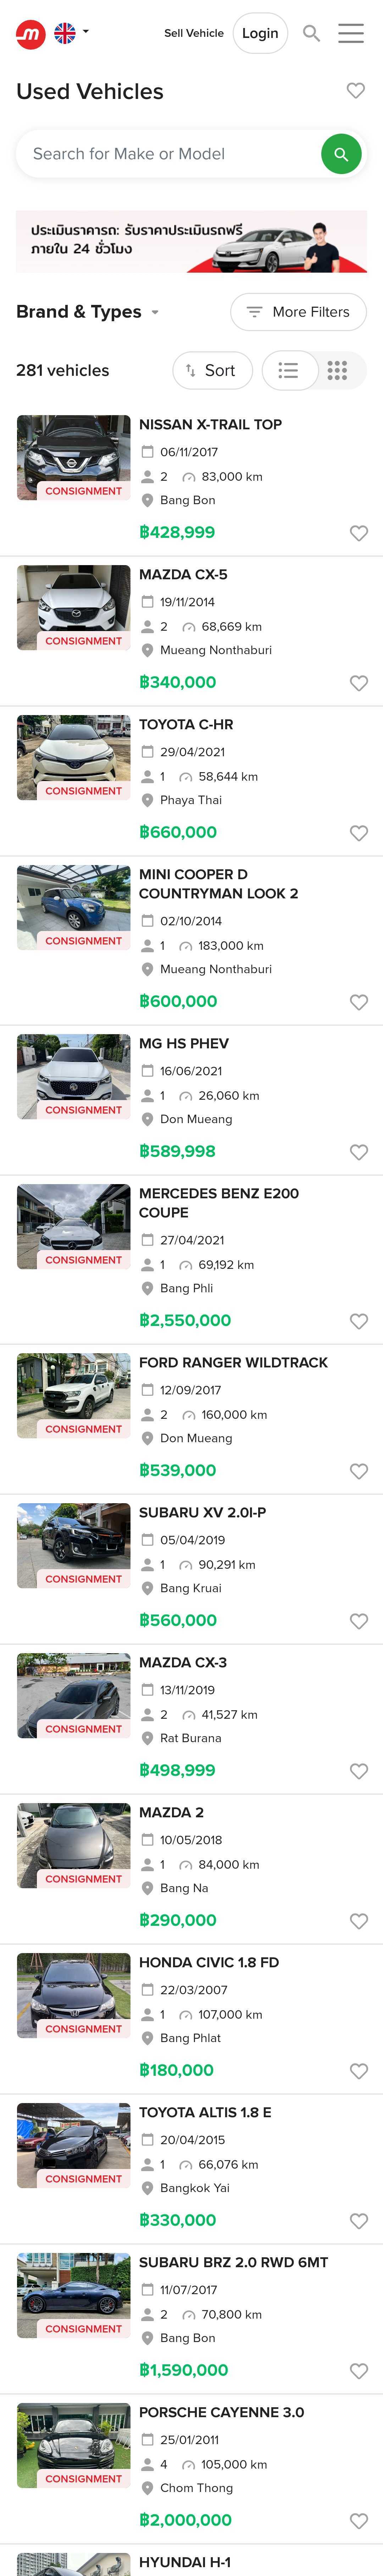 m
Sell Vehicle
Login
Used Vehicles
Search for Make or Model
ประเมินราคารถ: รับราคาประเมินรถฟรี
ภายใน 24 ชั่วโมง
Brand & Types
More Filters
281 vehicles
Sort
NISSAN X-TRAIL TOP
06/11/2017
2 83,000 km
Bang Bon
CONSIGNMENT
฿428,999
MAZDA CX-5
19/11/2014
2 68,669 km
Mueang Nonthaburi
CONSIGNMENT
฿340,000
TOYOTA C-HR
29/04/2021
1 58,644 km
Phaya Thai
CONSIGNMENT
฿660,000
MINI COOPER D
COUNTRYMAN LOOK 2
02/10/2014
1 183,000 km
Mueang Nonthaburi
CONSIGNMENT
฿600,000
MG HS PHEV
16/06/2021
1 26,060 km
Don Mueang
CONSIGNMENT
฿589,998
MERCEDES BENZ E200
COUPE
27/04/2021
1 69,192 km
Bang Phli
CONSIGNMENT
฿2,550,000
FORD RANGER WILDTRACK
12/09/2017
2 160,000 km
Don Mueang
CONSIGNMENT
฿539,000
SUBARU XV 2.0I-P
05/04/2019
1 90,291 km
Bang Kruai
CONSIGNMENT
฿560,000
MAZDA CX-3
13/11/2019
2 41,527 km
Rat Burana
CONSIGNMENT
฿498,999
MAZDA 2
10/05/2018
1 84,000 km
Bang Na
CONSIGNMENT
฿290,000
HONDA CIVIC 1.8 FD
22/03/2007
1 107,000 km
Bang Phlat
CONSIGNMENT
฿180,000
TOYOTA ALTIS 1.8 E
20/04/2015
1 66,076 km
Bangkok Yai
CONSIGNMENT
฿330,000
SUBARU BRZ 2.0 RWD 6MT
11/07/2017
2 70,800 km
Bang Bon
CONSIGNMENT
฿1,590,000
PORSCHE CAYENNE 3.0
25/01/2011
4 105,000 km
Chom Thong
CONSIGNMENT
฿2,000,000
HYUNDAI H-1